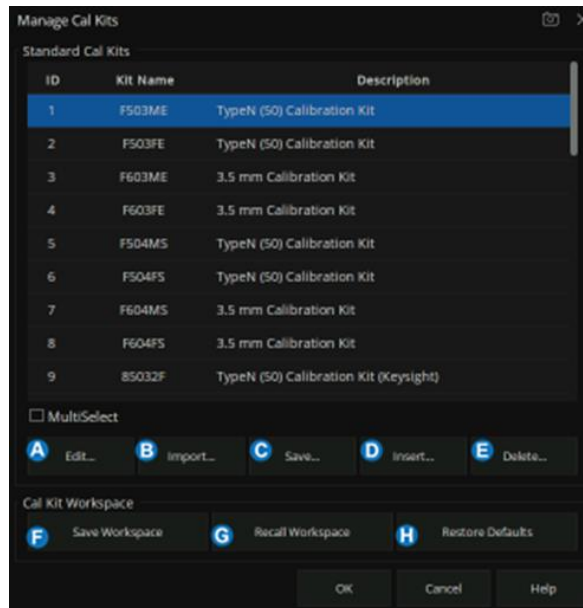 Manage Cal Kits
Standard Cal Kits
ID Kit Name Description
1 F503ME TypeN (50) Calibration Kit
2 F503FE TypeN (50) Calibration Kit
3 F603ME 3.5 mm Calibration Kit
4 F603FE 3.5 mm Calibration Kit
5 F504MS TypeN (50) Calibration Kit
6 F504FS TypeN (50) Calibration Kit
7 F604MS 3.5 mm Calibration Kit
8 F604FS 3.5 mm Calibration Kit
9 85032F TypeN (50) Calibration Kit (Keysight)
MultiSelect
A Edit... B Import... C Save... D Insert... E Delete...
Cal Kit Workspace
F Save Workspace G Recall Workspace H Restore Defaults
OK Cancel Help